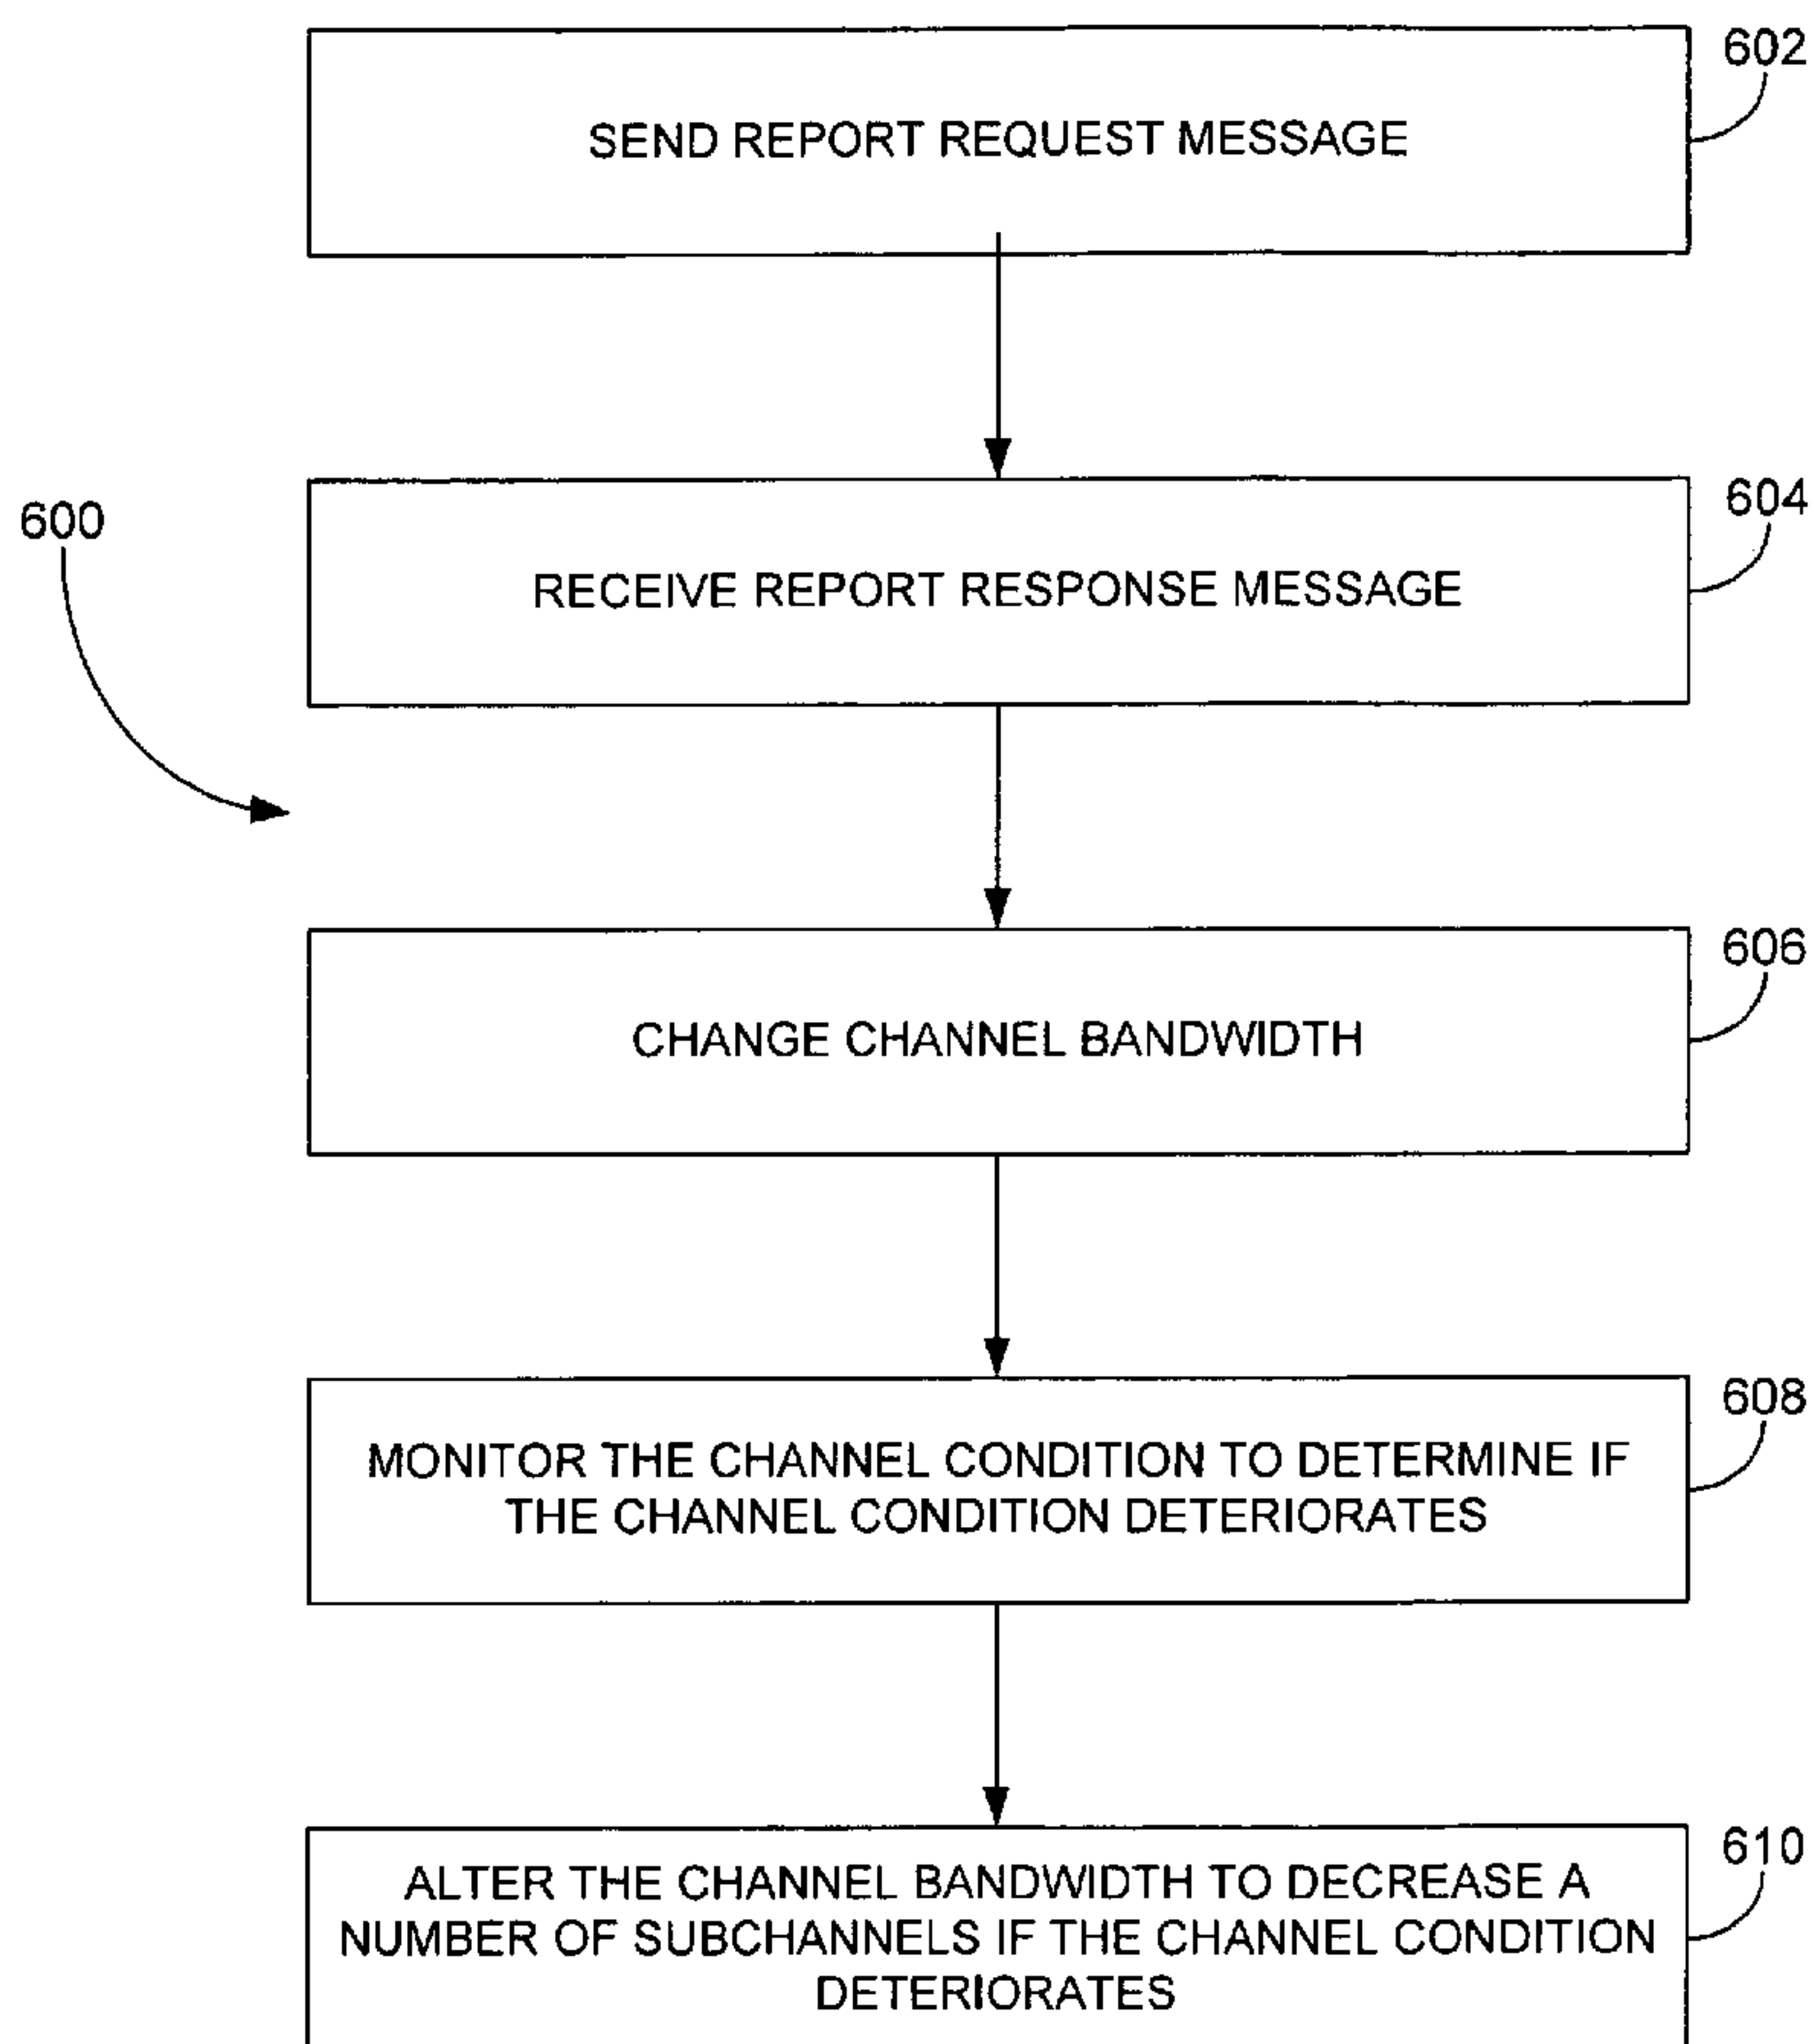 602
SEND REPORT REQUEST MESSAGE
604
600
RECEIVE REPORT RESPONSE MESSAGE
606
CHANGE CHANNEL BANDWIDTH
608
MONITOR THE CHANNEL CONDITION TO DETERMINE IF
THE CHANNEL CONDITION DETERIORATES
610
ALTER THE CHANNEL BANDWIDTH TO DECREASE A
NUMBER OF SUBCHANNELS IF THE CHANNEL CONDITION
DETERIORATES